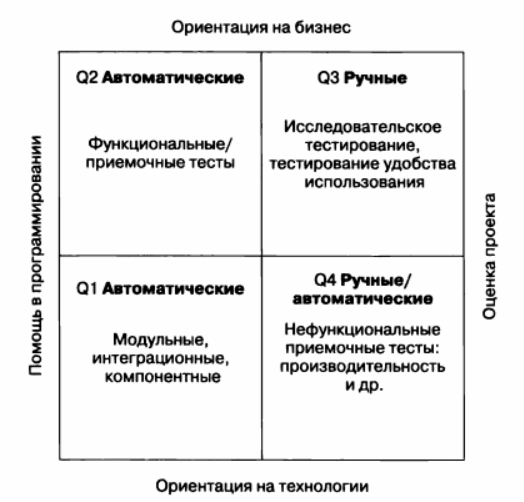 Ориентация на бизнес
Помощь в программировании
Q2 Автоматические
Функциональные/
приемочные тесты
Q3 Ручные
Исследовательское
тестирование,
тестирование удобства
использования
Q1 Автоматические
Модульные,
интеграционные,
компонентные
Q4 Ручные/
автоматические
Нефункциональные
приемочные тесты:
производительность
и др.
Оценка проекта
Ориентация на технологии